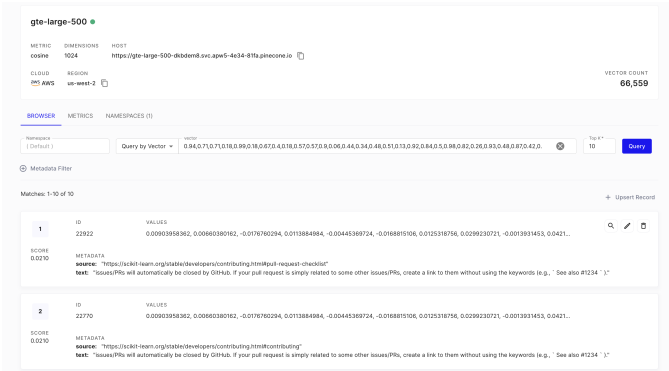 gte-large-500
METRIC DIMENSIONS HOST
cosine 1024 https://gte-large-500-dkbdem8.svc.apw5-4e34-81fa.pinecone.io
CLOUD REGION VECTOR COUNT
aws AWS us-west-2 66,559
BROWSER METRICS NAMESPACES (1)
Namespace vector Top K*
( Default ) Query by Vector 0.94,0.71,0.71,0.18,0.99,0.18,0.67,0.4,0.18,0.57,0.57,0.9,0.06,0.44,0.34,0.48,0.51,0.13,0.92,0.84,0.5,0.98,0.82,0.26,0.93,0.48,0.87,0.42,0. 10 Query
Metadata Filter
Matches: 1-10 of 10
Upsert Record
ID VALUES
1 22922 0.00903958362, 0.00660380162, -0.0176760294, 0.0113884984, -0.00445369724, -0.0168815106, 0.0125318756, 0.0299230721, -0.0013931453, 0.0421...
SCORE
0.0210 METADATA
source: "https://scikit-learn.org/stable/developers/contributing.html#pull-request-checklist"
text: "issues/PRs will automatically be closed by GitHub. If your pull request is simply related to some other issues/PRs, create a link to them without using the keywords (e.g., ` See also #1234 ` )."
ID VALUES
2 22770 0.00903958362, 0.00660380162, -0.0176760294, 0.0113884984, -0.00445369724, -0.0168815106, 0.0125318756, 0.0299230721, -0.0013931453, 0.0421...
SCORE
0.0210 METADATA
source: "https://scikit-learn.org/stable/developers/contributing.html#contributing"
text: "issues/PRs will automatically be closed by GitHub. If your pull request is simply related to some other issues/PRs, create a link to them without using the keywords (e.g., ` See also #1234 ` )."